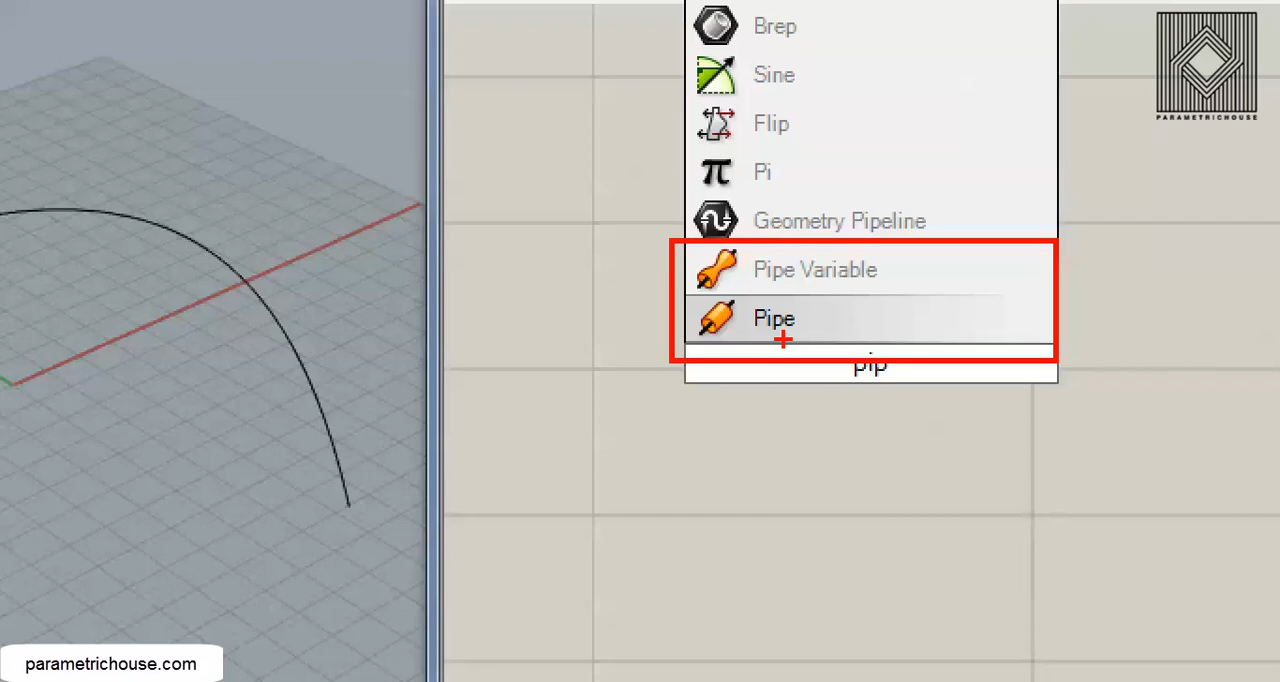 Brep
PARAMETRICHOUSE
Sine
Flip
Pi
Geometry Pipeline
Pipe Variable
Pipe
pip
parametrichouse.com